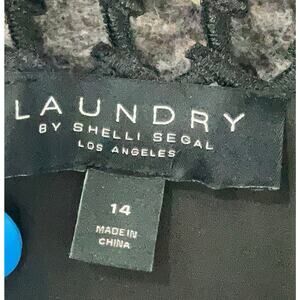 LAUNDRY
BY SHELLI SEGAL
LOS ANGELES
14
MADE IN
CHINA